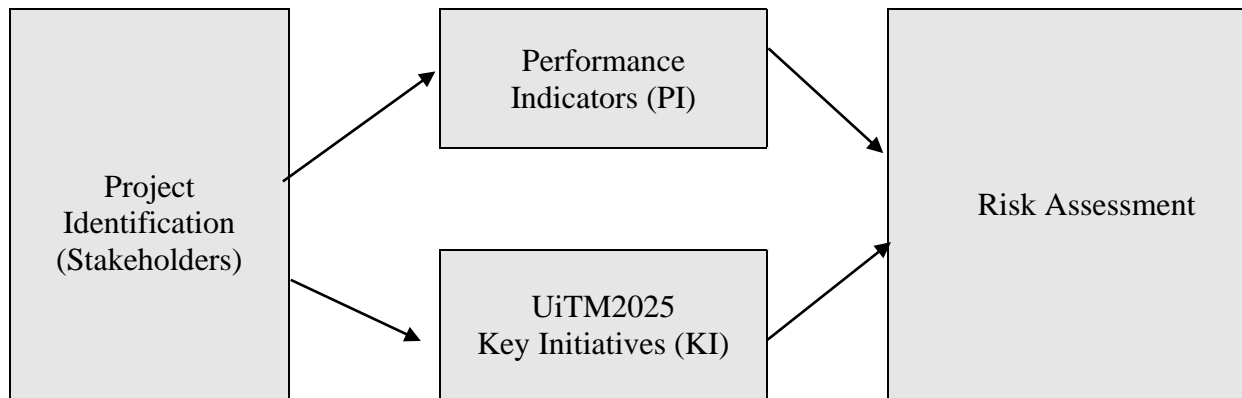 Project
Identification
(Stakeholders)
Performance
Indicators (PI)
UiTM2025
Key Initiatives (KI)
Risk Assessment